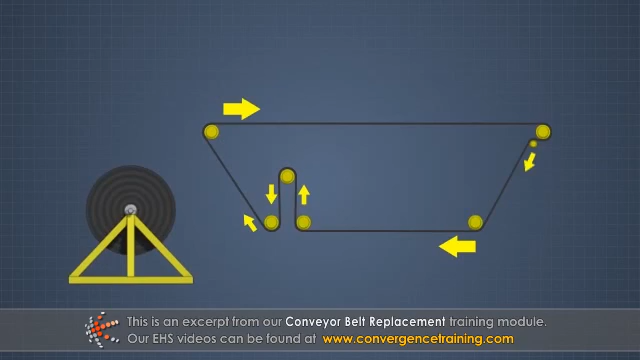 This is an excerpt from our Conveyor Belt Replacement training module.
Our EHS videos can be found at www.convergencetraining.com